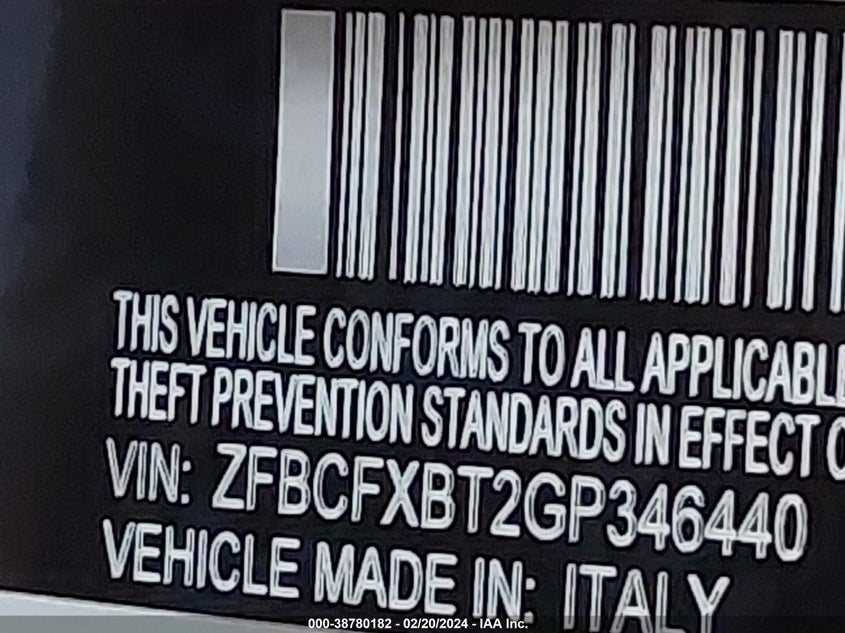 THIS VEHICLE CONFORMS TO ALL APPLICABLE
THEFT PREVENTION STANDARDS IN EFFECT
VIN: ZFBCFXBT2GP346440
VEHICLE MADE IN: ITALY
000-38780182 - 02/20/2024 - IAA Inc.